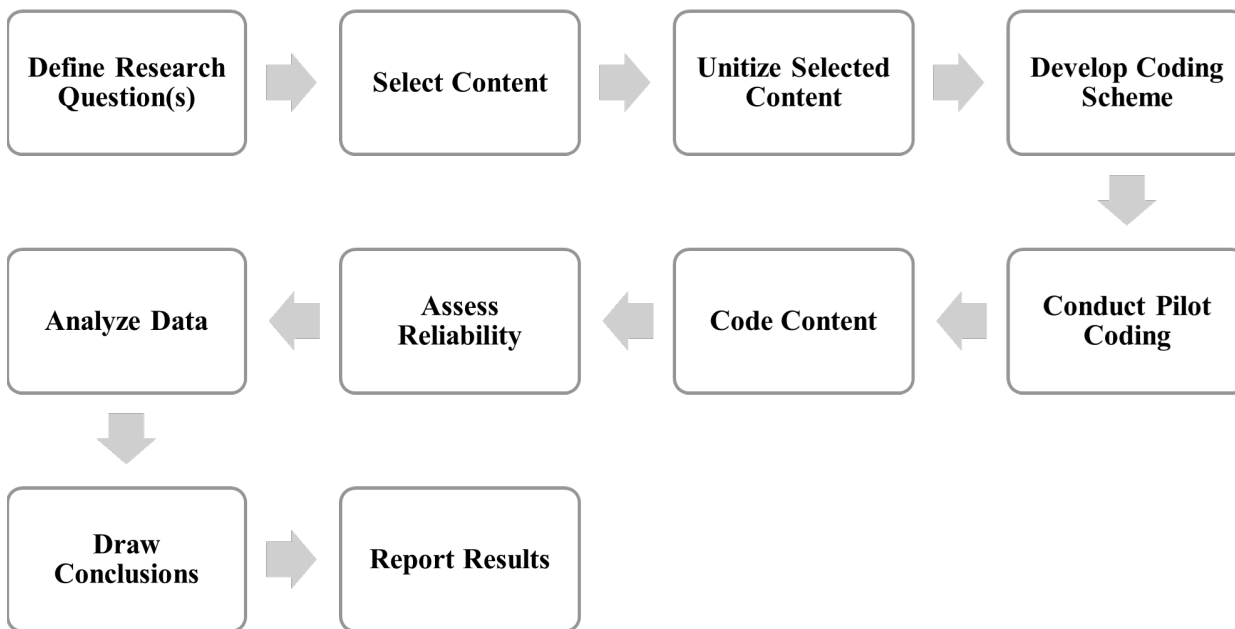 Define Research
Question(s)
Select Content
Unitize Selected
Content
Develop Coding
Scheme
Conduct Pilot
Coding
Code Content
Assess
Reliability
Analyze Data
Draw
Conclusions
Report Results